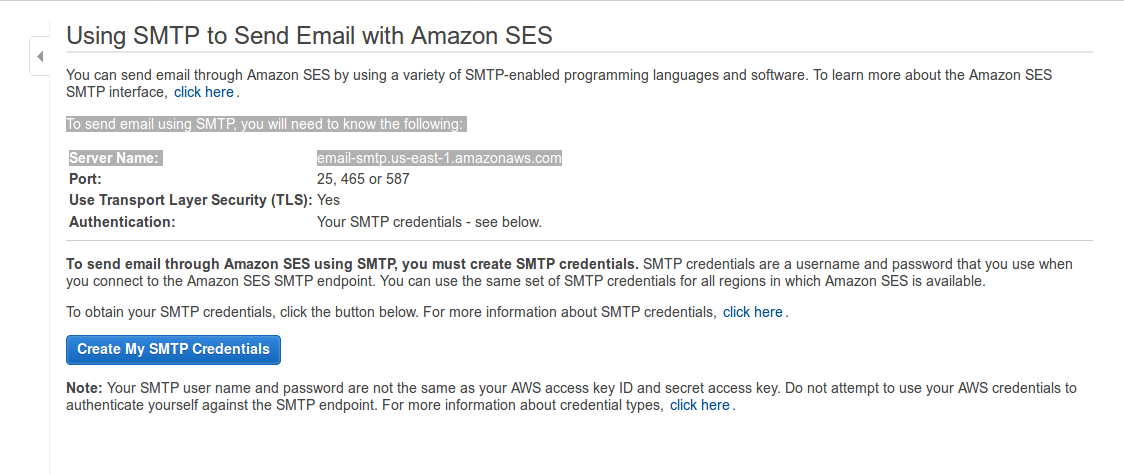 Using SMTP to Send Email with Amazon SES
You can send email through Amazon SES by using a variety of SMTP-enabled programming languages and software. To learn more about the Amazon SES
SMTP interface, click here.
To send email using SMTP, you will need to know the following:
Server Name: email-smtp.us-east-1.amazonaws.com
Port: 25, 465 or 587
Use Transport Layer Security (TLS): Yes
Authentication: Your SMTP credentials - see below.
To send email through Amazon SES using SMTP, you must create SMTP credentials. SMTP credentials are a username and password that you use when
you connect to the Amazon SES SMTP endpoint. You can use the same set of SMTP credentials for all regions in which Amazon SES is available.
To obtain your SMTP credentials, click the button below. For more information about SMTP credentials, click here.
Create My SMTP Credentials
Note: Your SMTP user name and password are not the same as your AWS access key ID and secret access key. Do not attempt to use your AWS credentials to
authenticate yourself against the SMTP endpoint. For more information about credential types, click here.